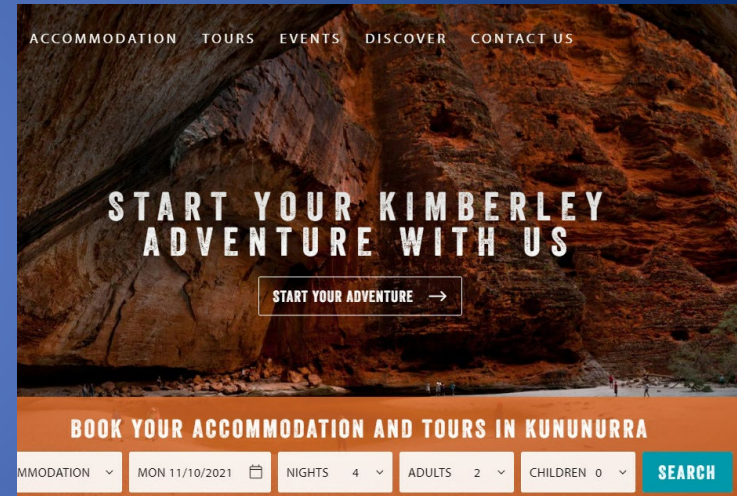 ACCOMMODATION TOURS EVENTS DISCOVER CONTACT US
START YOUR KIMBERLEY
ADVENTURE WITH US
START YOUR ADVENTURE →
BOOK YOUR ACCOMMODATION AND TOURS IN KUNUNURRA
MMODATION MON 11/10/2021 NIGHTS 4 ADULTS 2 CHILDREN 0 SEARCH